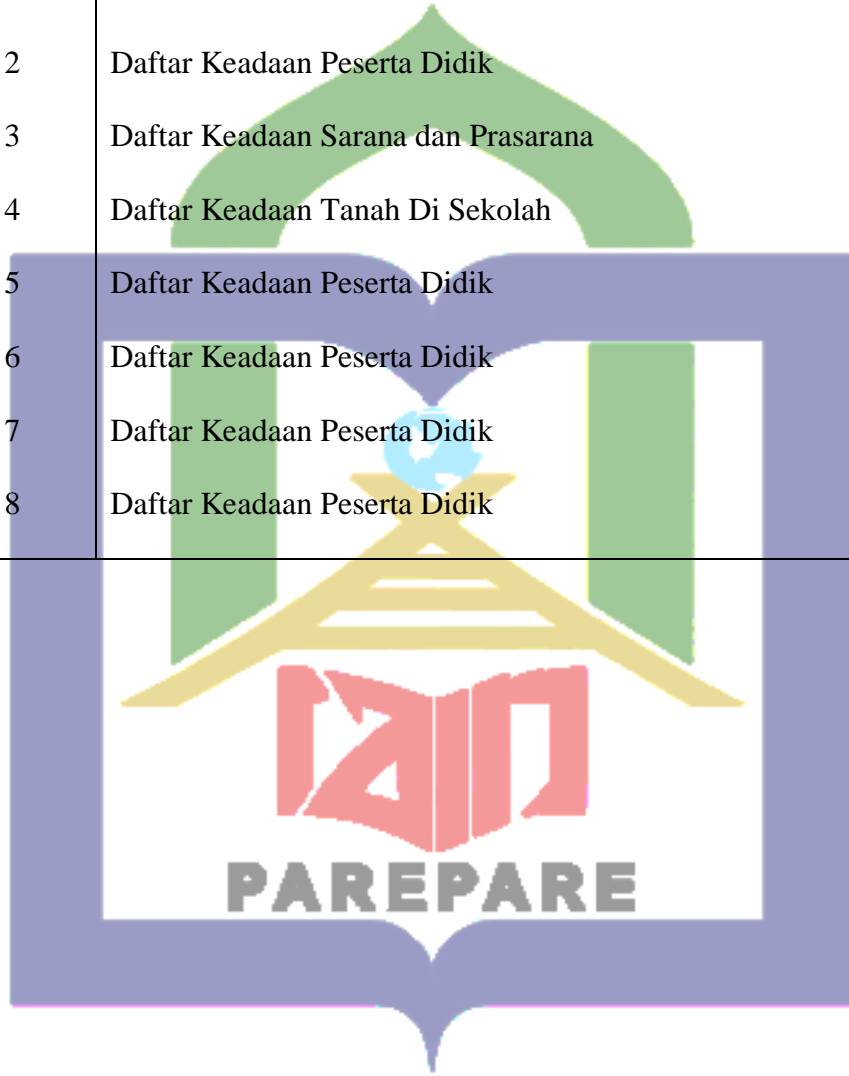 2 Daftar Keadaan Peserta Didik
3 Daftar Keadaan Sarana dan Prasarana
4 Daftar Keadaan Tanah Di Sekolah
5 Daftar Keadaan Peserta Didik
6 Daftar Keadaan Peserta Didik
7 Daftar Keadaan Peserta Didik
8 Daftar Keadaan Peserta Didik
iain
PAREPARE